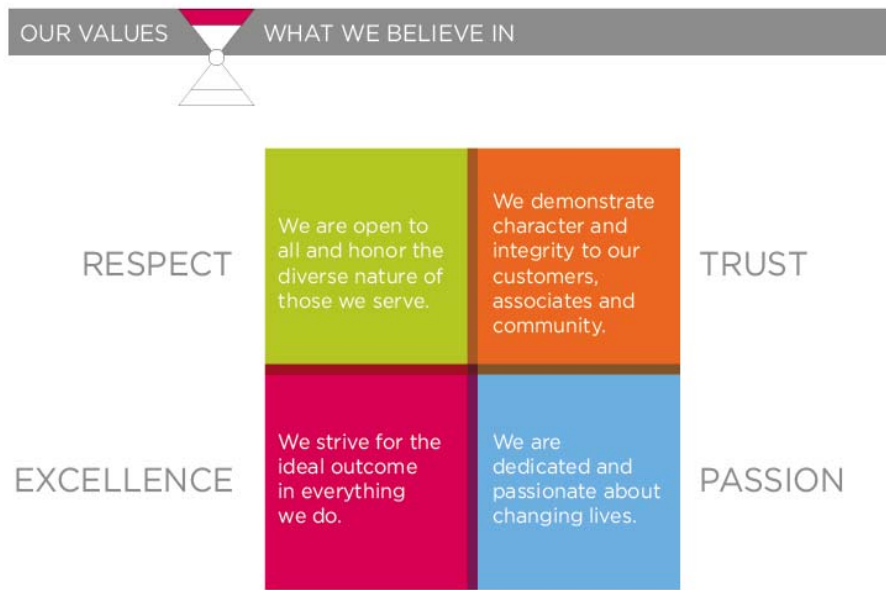 OUR VALUES
WHAT WE BELIEVE IN
RESPECT
We are open to
all and honor the
diverse nature of
those we serve.
We demonstrate
character and
integrity to our
customers,
associates and
community.
TRUST
EXCELLENCE
We strive for the
ideal outcome
in everything
we do.
We are
dedicated and
passionate about
changing lives.
PASSION